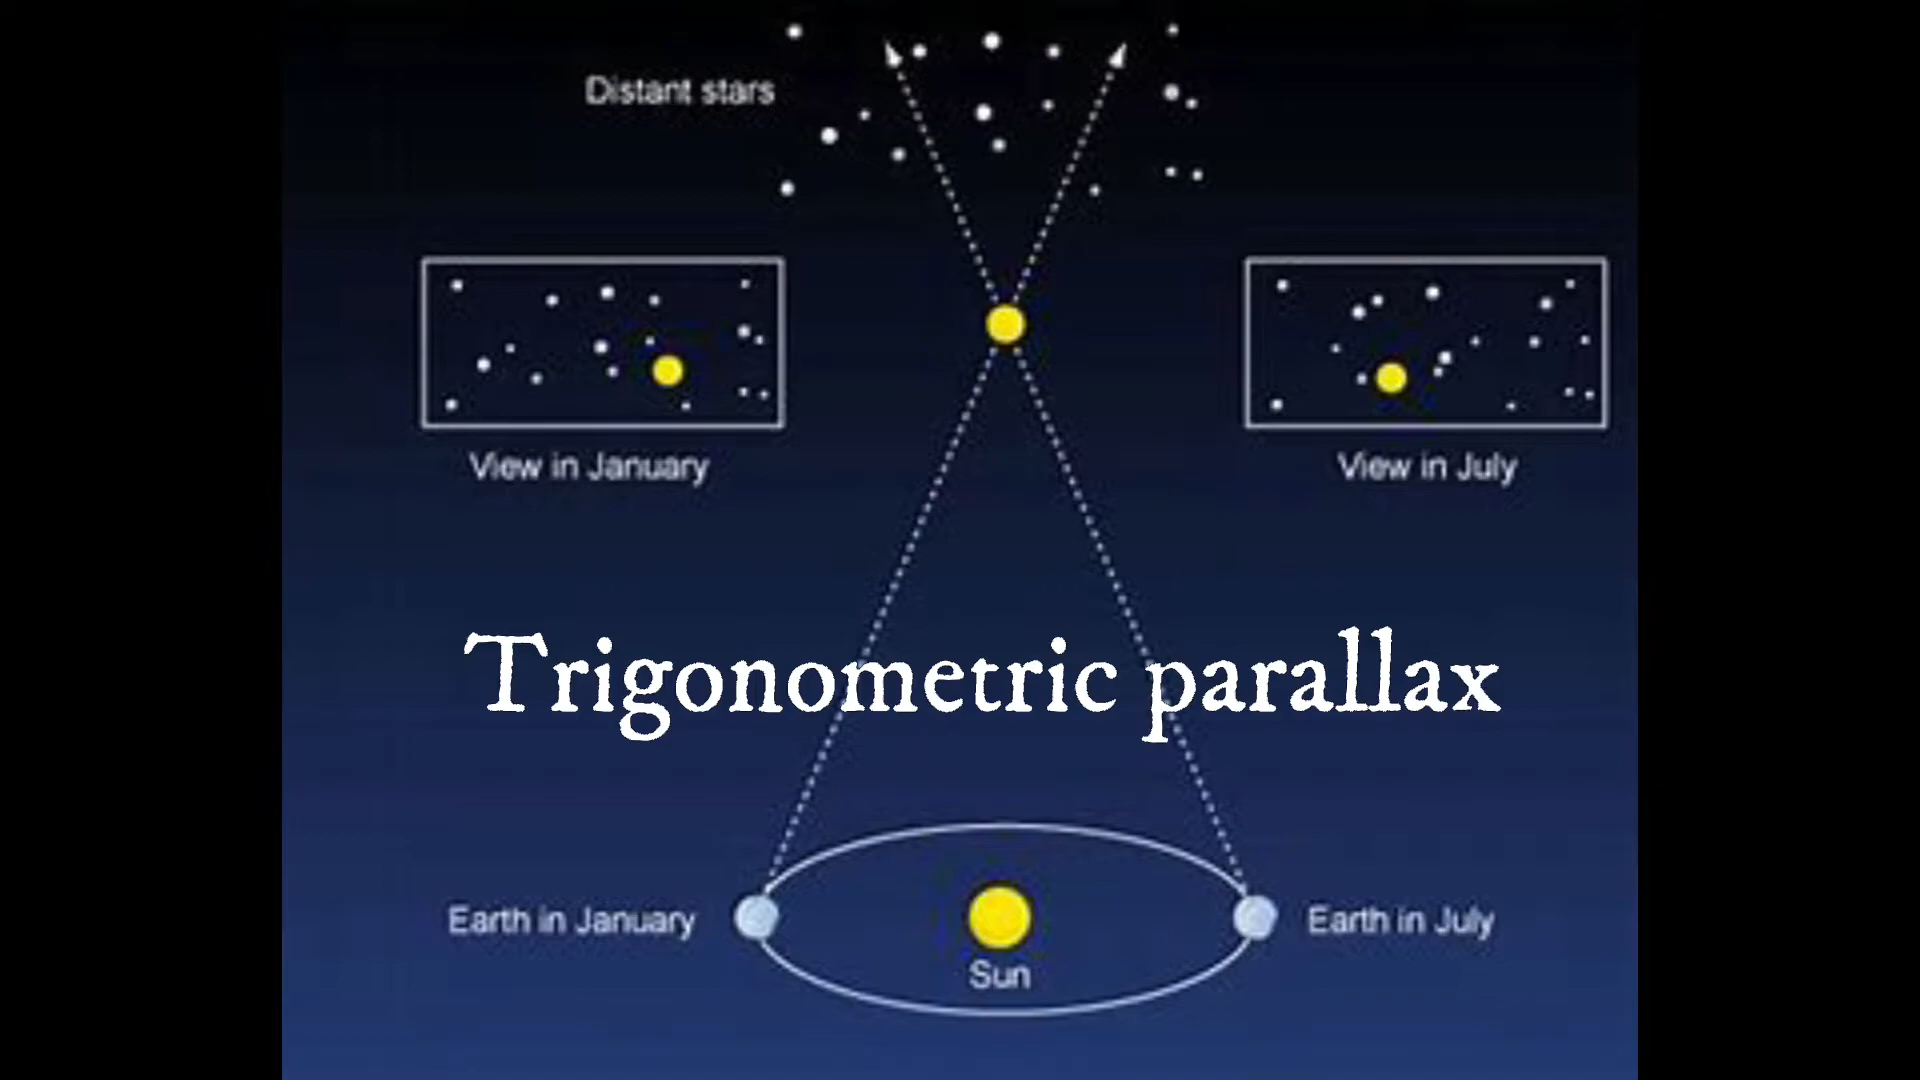 Distant stars
View in January
View in July
Trigonometric parallax
Earth in January
Earth in July
Sun